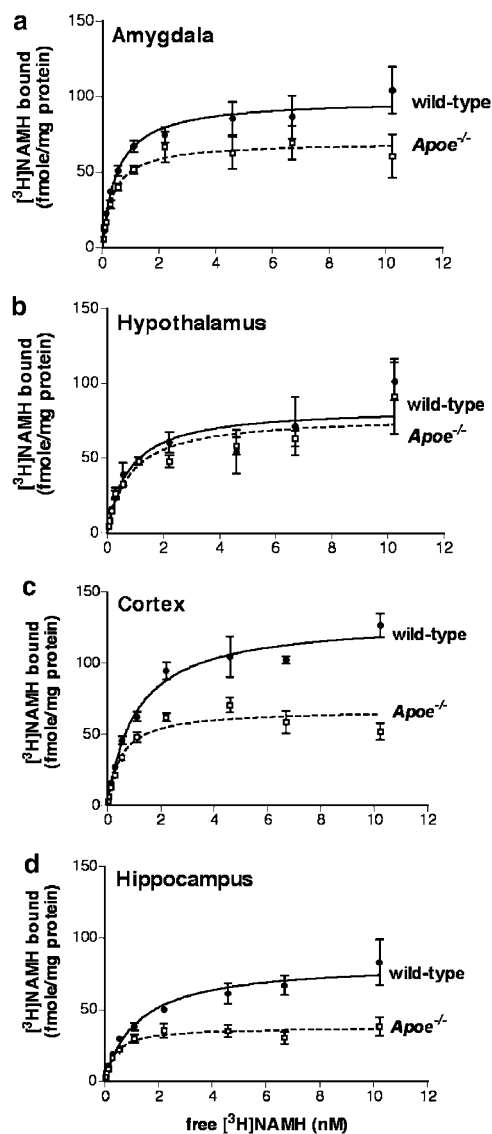 a
Amygdala
[³H]NAMH bound
(fmole/mg protein)
150
100
50
0
0 2 4 6 8 10 12
wild-type
Apoe⁻/⁻
b
Hypothalamus
[³H]NAMH bound
(fmole/mg protein)
150
100
50
0
0 2 4 6 8 10 12
wild-type
Apoe⁻/⁻
c
Cortex
[³H]NAMH bound
(fmole/mg protein)
150
100
50
0
0 2 4 6 8 10 12
wild-type
Apoe⁻/⁻
d
Hippocampus
[³H]NAMH bound
(fmole/mg protein)
150
100
50
0
0 2 4 6 8 10 12
wild-type
Apoe⁻/⁻
free [³H]NAMH (nM)